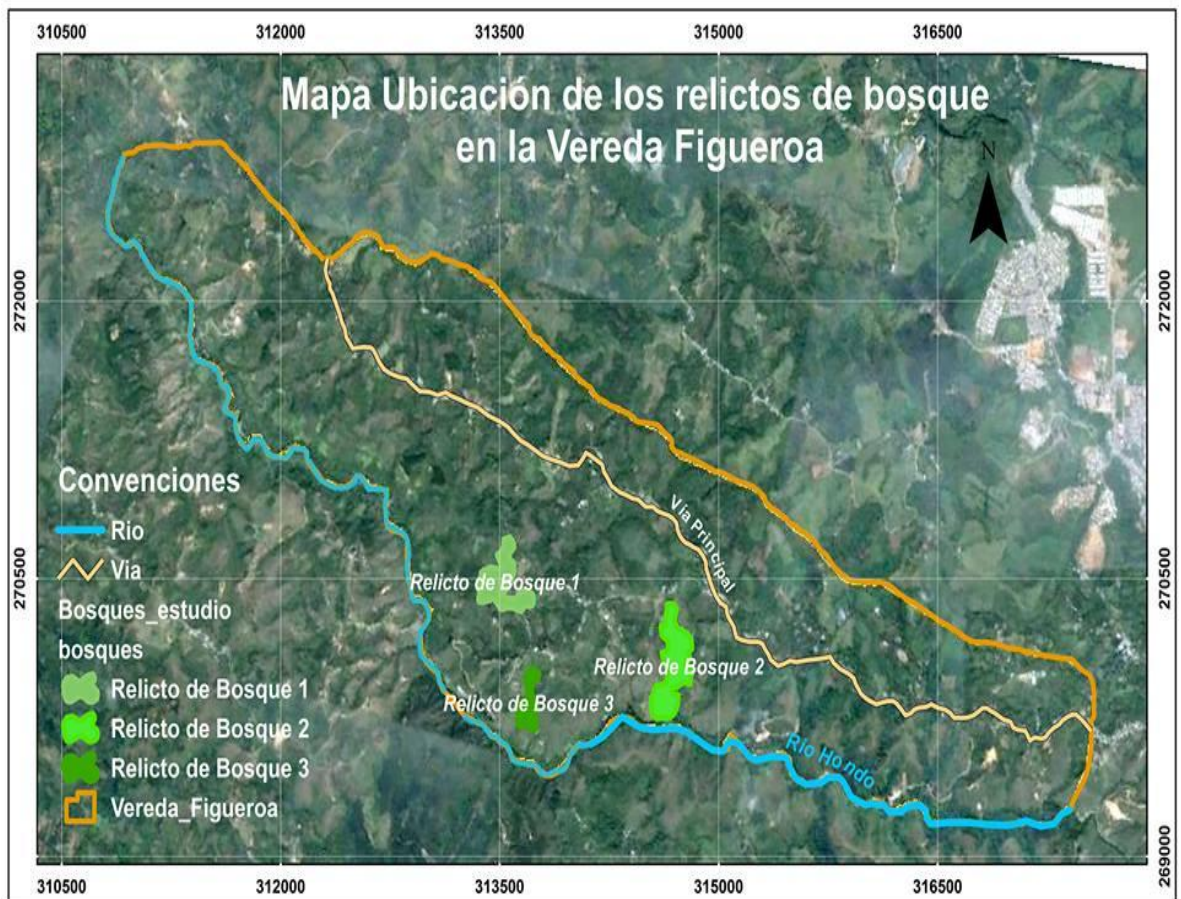 310500 312000 313500 315000 316500
Mapa Ubicación de los relictos de bosque
en la Vereda Figueroa
N
272000 272000
Convenciones
Rio
Via
Bosques_estudio
bosques
Relicto de Bosque 1
Relicto de Bosque 2
Relicto de Bosque 3
Vereda_Figueroa
Via Principal
Relicto de Bosque 1
270500 270500
Relicto de Bosque 2
Relicto de Bosque 3
Rio Hondo
269000
310500 312000 313500 315000 316500